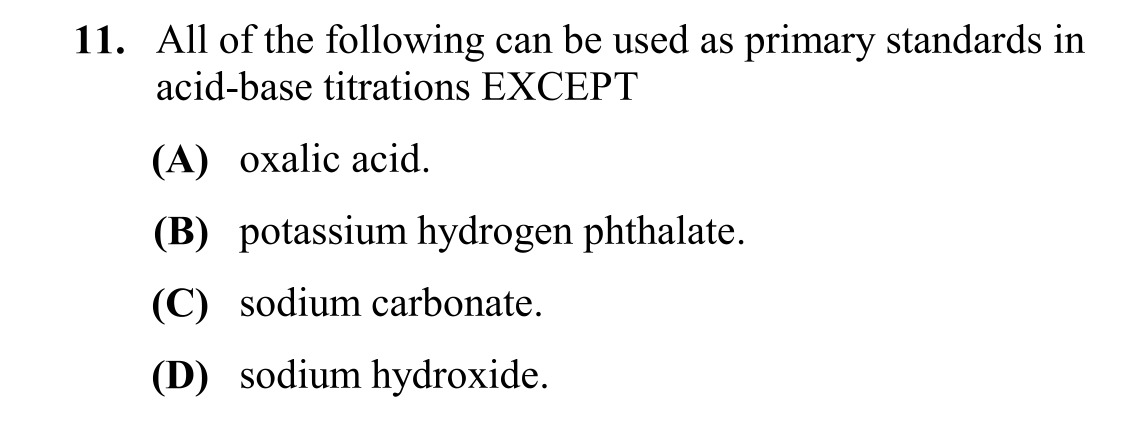 11. All of the following can be used as primary standards in
acid-base titrations EXCEPT
(A) oxalic acid.
(B) potassium hydrogen phthalate.
(C) sodium carbonate.
(D) sodium hydroxide.